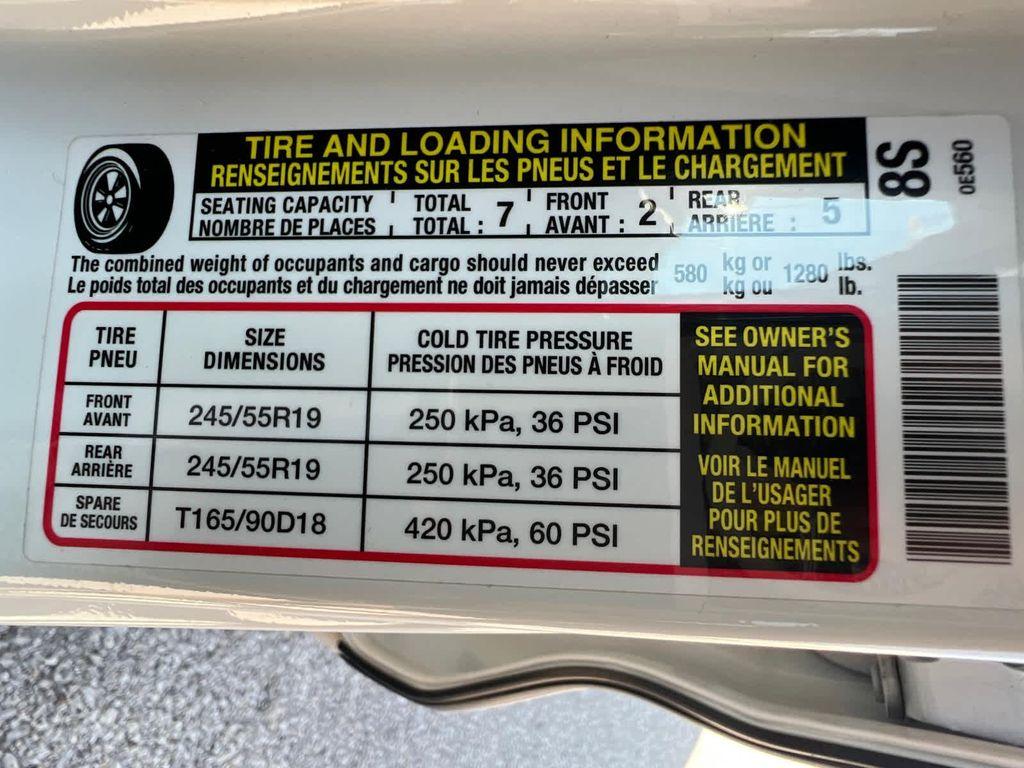 TIRE AND LOADING INFORMATION
RENSEIGNEMENTS SUR LES PNEUS ET LE CHARGEMENT
SEATING CAPACITY
NOMBRE DE PLACES
TOTAL
TOTAL : 7
FRONT
AVANT : 2
REAR
ARRIÈRE : 5
The combined weight of occupants and cargo should never exceed 580 kg or 1280 lbs.
Le poids total des occupants et du chargement ne doit jamais dépasser 580 kg ou 1280 lb.
TIRE
PNEU
SIZE
DIMENSIONS
COLD TIRE PRESSURE
PRESSION DES PNEUS À FROID
FRONT
AVANT
245/55R19
250 kPa, 36 PSI
REAR
ARRIÈRE
245/55R19
250 kPa, 36 PSI
SPARE
DE SECOURS
T165/90D18
420 kPa, 60 PSI
SEE OWNER'S
MANUAL FOR
ADDITIONAL
INFORMATION
VOIR LE MANUEL
DE L'USAGER
POUR PLUS DE
RENSEIGNEMENTS
8S
0E560